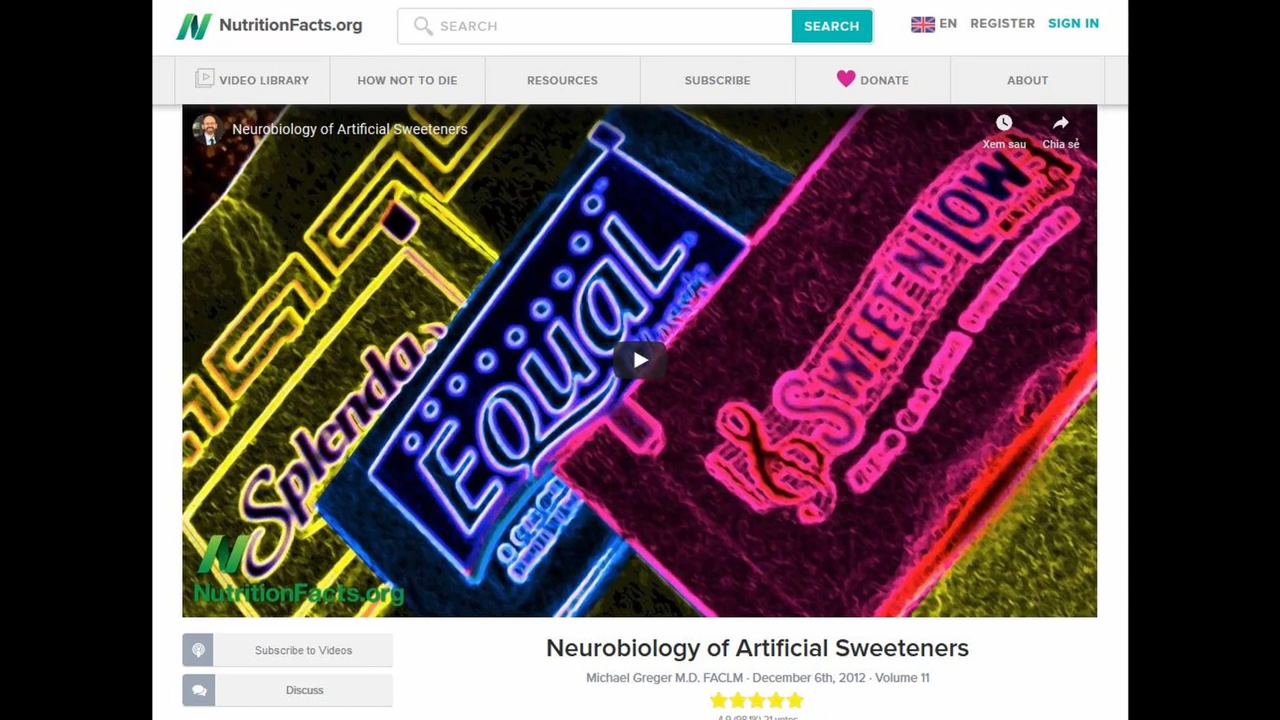 NutritionFacts.org
SEARCH
SEARCH
EN
REGISTER
SIGN IN
VIDEO LIBRARY
HOW NOT TO DIE
RESOURCES
SUBSCRIBE
DONATE
ABOUT
Neurobiology of Artificial Sweeteners
Xem sau
Chia sẻ
Splenda
EQUAL
SWEET'N LOW
NutritionFacts.org
Subscribe to Videos
Neurobiology of Artificial Sweeteners
Michael Greger M.D. FACLM · December 6th, 2012 · Volume 11
Discuss